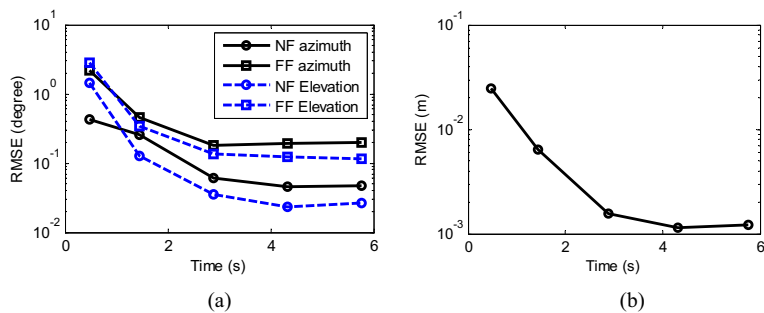 10^1
10^0
10^-1
10^-2
RMSE (degree)
NF azimuth
FF azimuth
NF Elevation
FF Elevation
0 2 4 6
Time (s)
(a)
10^-1
10^-2
10^-3
RMSE (m)
0 2 4 6
Time (s)
(b)